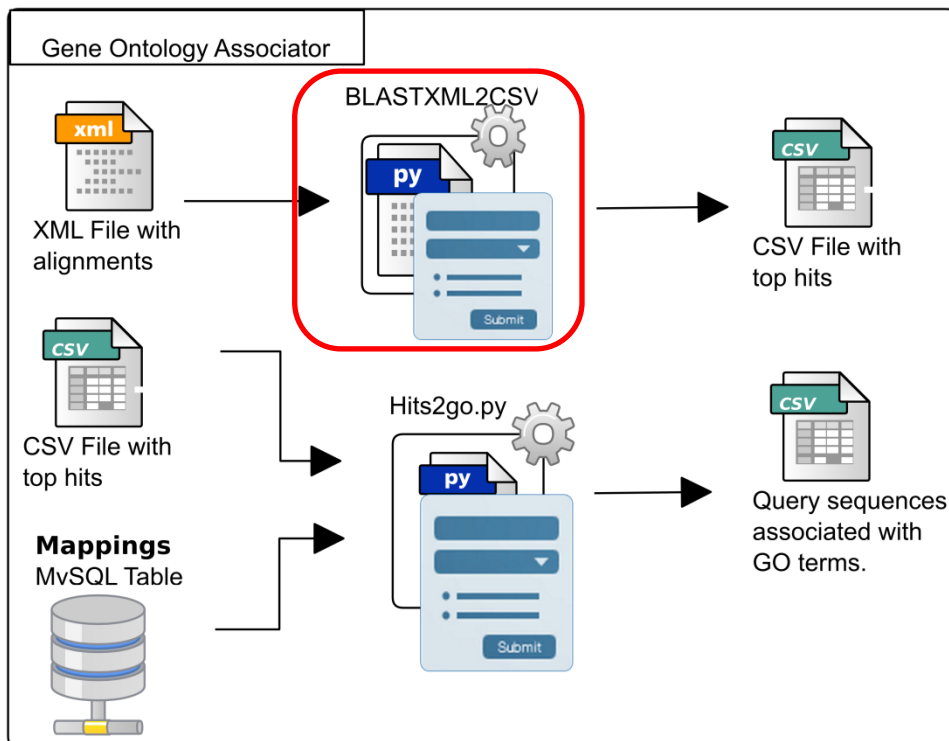 Gene Ontology Associator
BLASTXML2CSV
xml
py
Submit
CSV
XML File with
alignments
CSV File with
top hits
CSV
CSV File with
top hits
Hits2go.py
py
Submit
CSV
Query sequences
associated with
GO terms.
Mappings
MvSQL Table